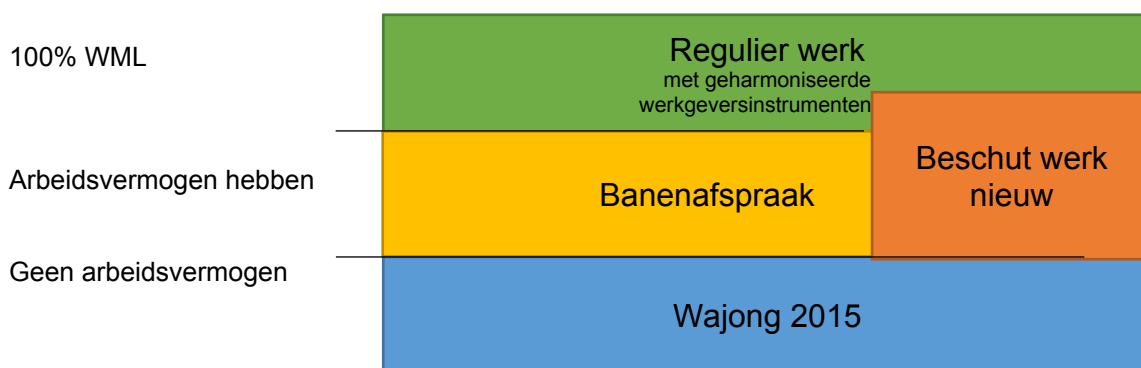 100% WML
Regulier werk
met geharmoniseerde
werkgeversinstrumenten
Arbeidsvermogen hebben
Banenafspraak
Beschut werk
nieuw
Geen arbeidsvermogen
Wajong 2015